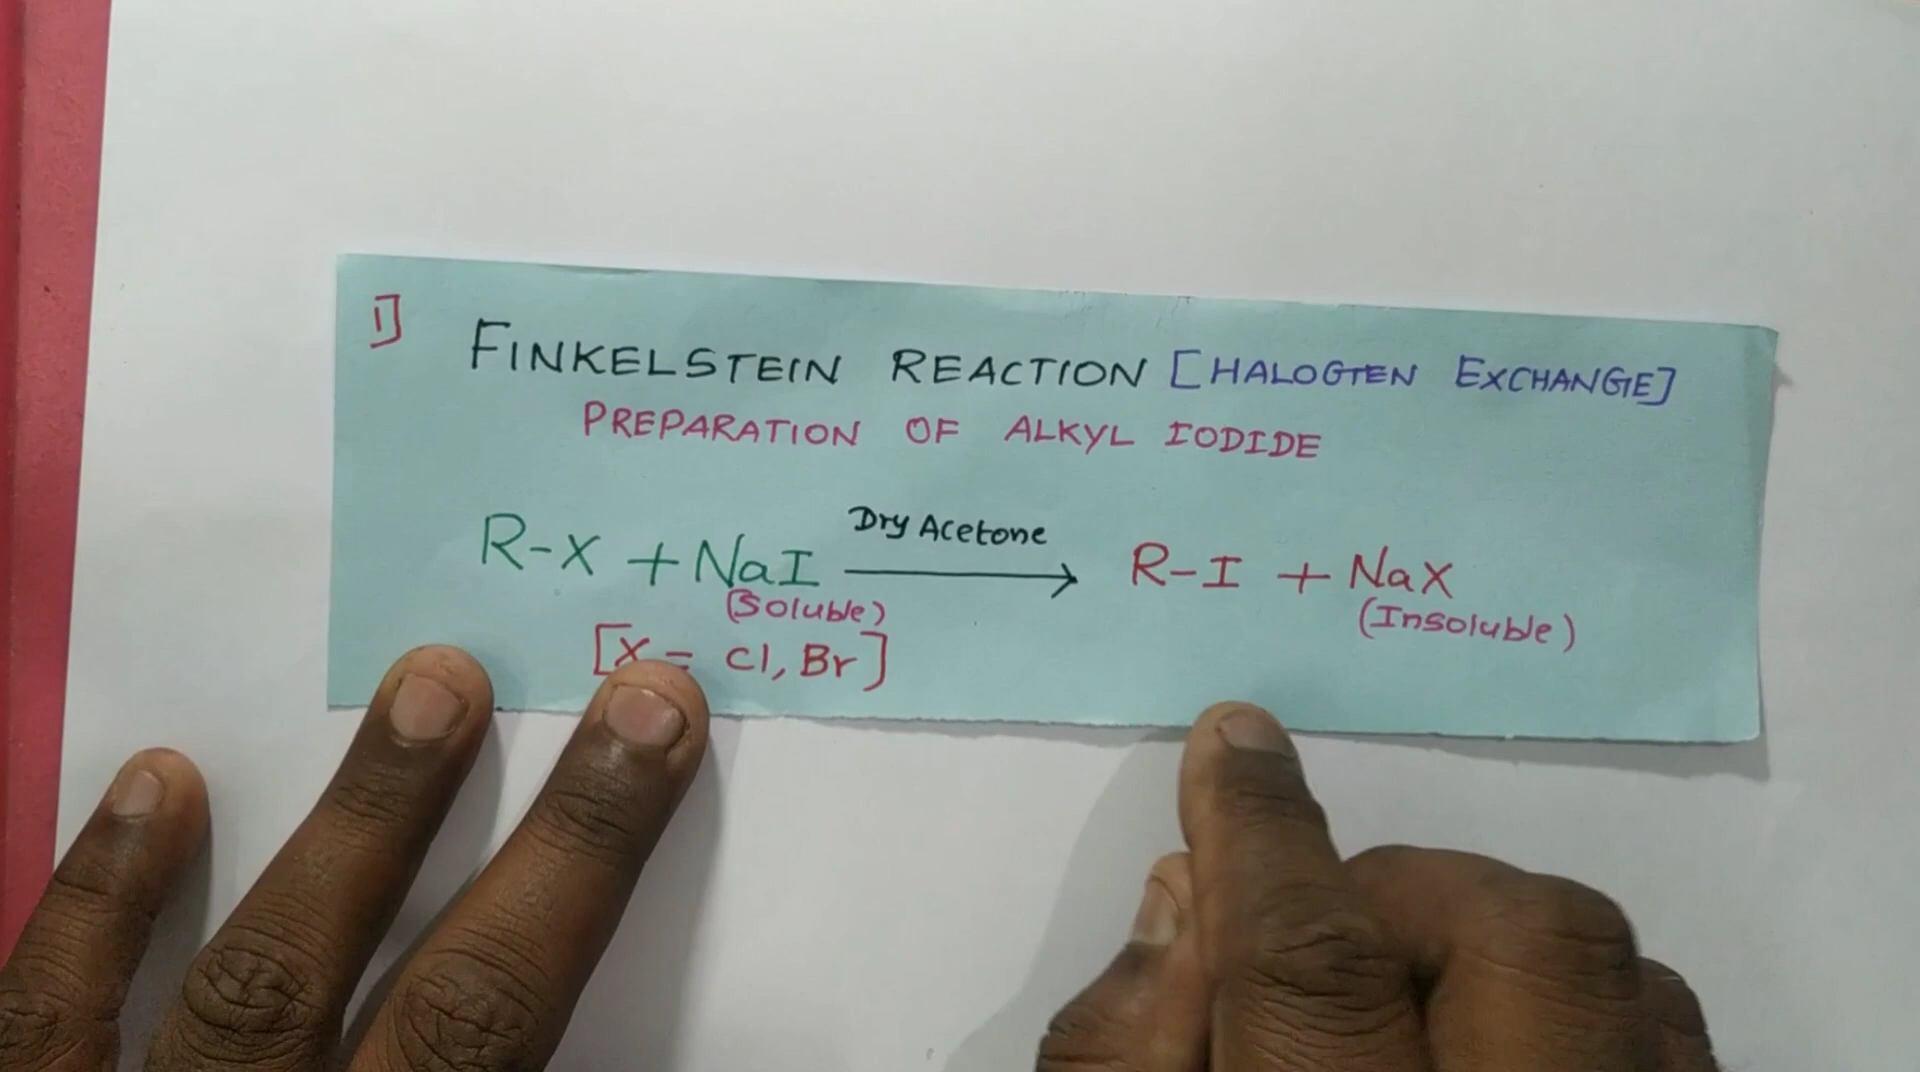 1]
FINKELSTEIN REACTION [HALOGEN EXCHANGE]
PREPARATION OF ALKYL IODIDE
R-X + NaI Dry Acetone → R-I + NaX
(Soluble) (Insoluble)
[X = Cl, Br]